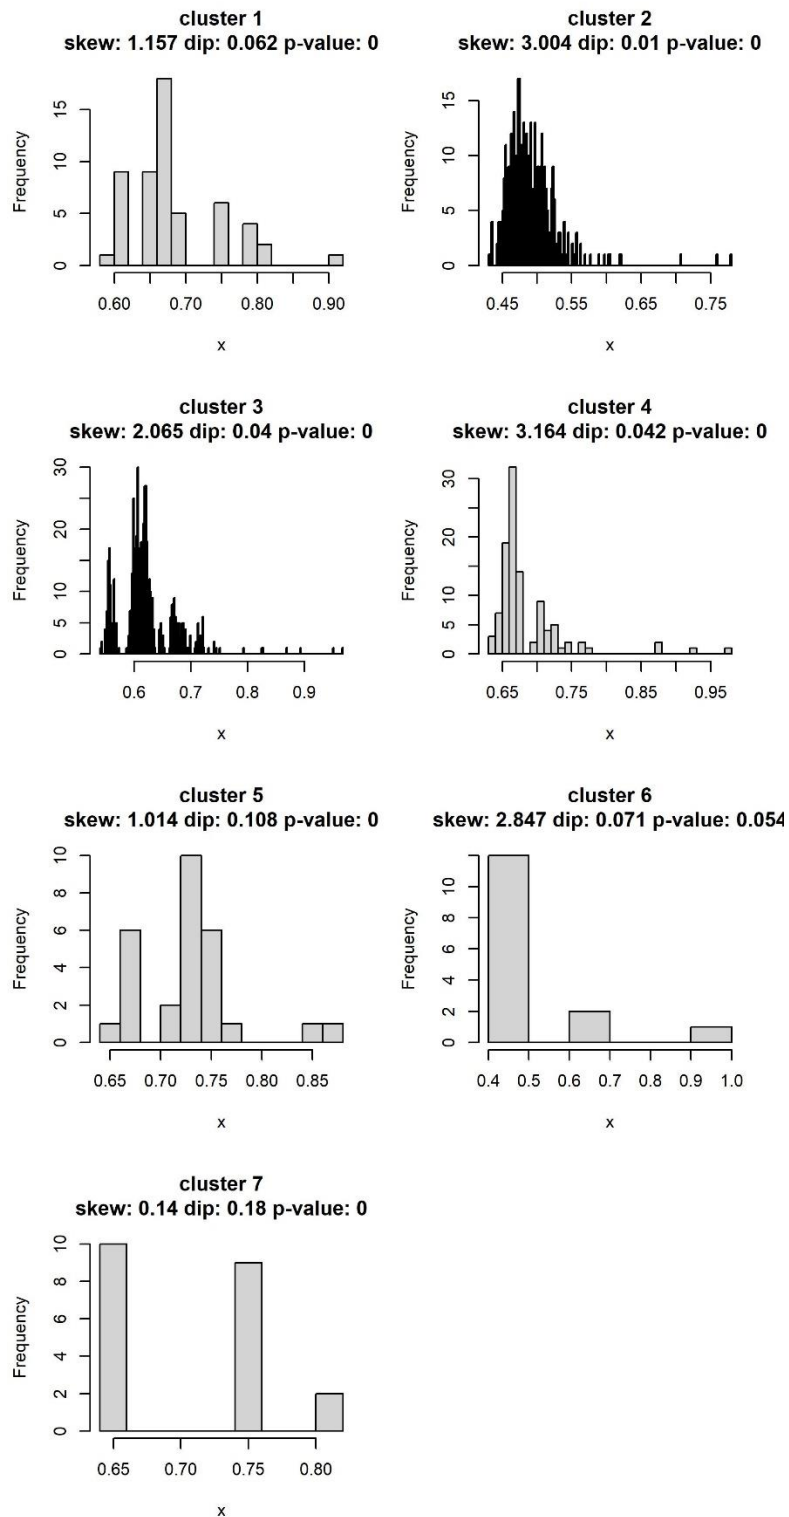 cluster 1
skew: 1.157 dip: 0.062 p-value: 0
Frequency
0 5 10 15
0.60 0.70 0.80 0.90
x
cluster 2
skew: 3.004 dip: 0.01 p-value: 0
Frequency
0 5 10 15
0.45 0.55 0.65 0.75
x
cluster 3
skew: 2.065 dip: 0.04 p-value: 0
Frequency
0 10 20 30
0.6 0.7 0.8 0.9
x
cluster 4
skew: 3.164 dip: 0.042 p-value: 0
Frequency
0 10 20 30
0.65 0.75 0.85 0.95
x
cluster 5
skew: 1.014 dip: 0.108 p-value: 0
Frequency
0 2 4 6 8 10
0.65 0.70 0.75 0.80 0.85
x
cluster 6
skew: 2.847 dip: 0.071 p-value: 0.054
Frequency
0 2 4 6 8 10
0.4 0.5 0.6 0.7 0.8 0.9 1.0
x
cluster 7
skew: 0.14 dip: 0.18 p-value: 0
Frequency
0 2 4 6 8 10
0.65 0.70 0.75 0.80
x